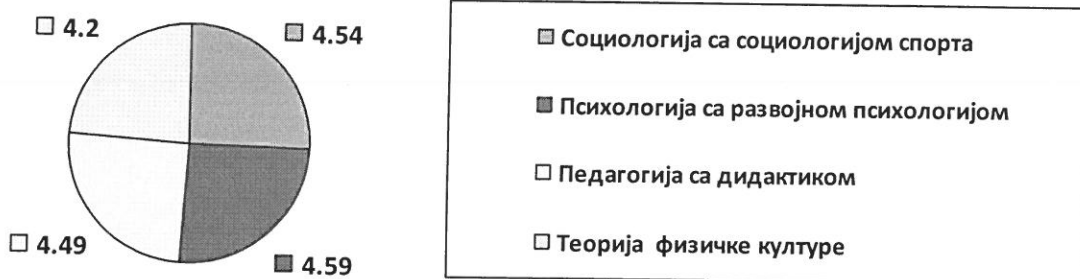 4.2
4.54
4.49
4.59
Социологија са социологијом спорта
Психологија са развојном психологијом
Педагогија са дидактиком
Теорија физичке културе